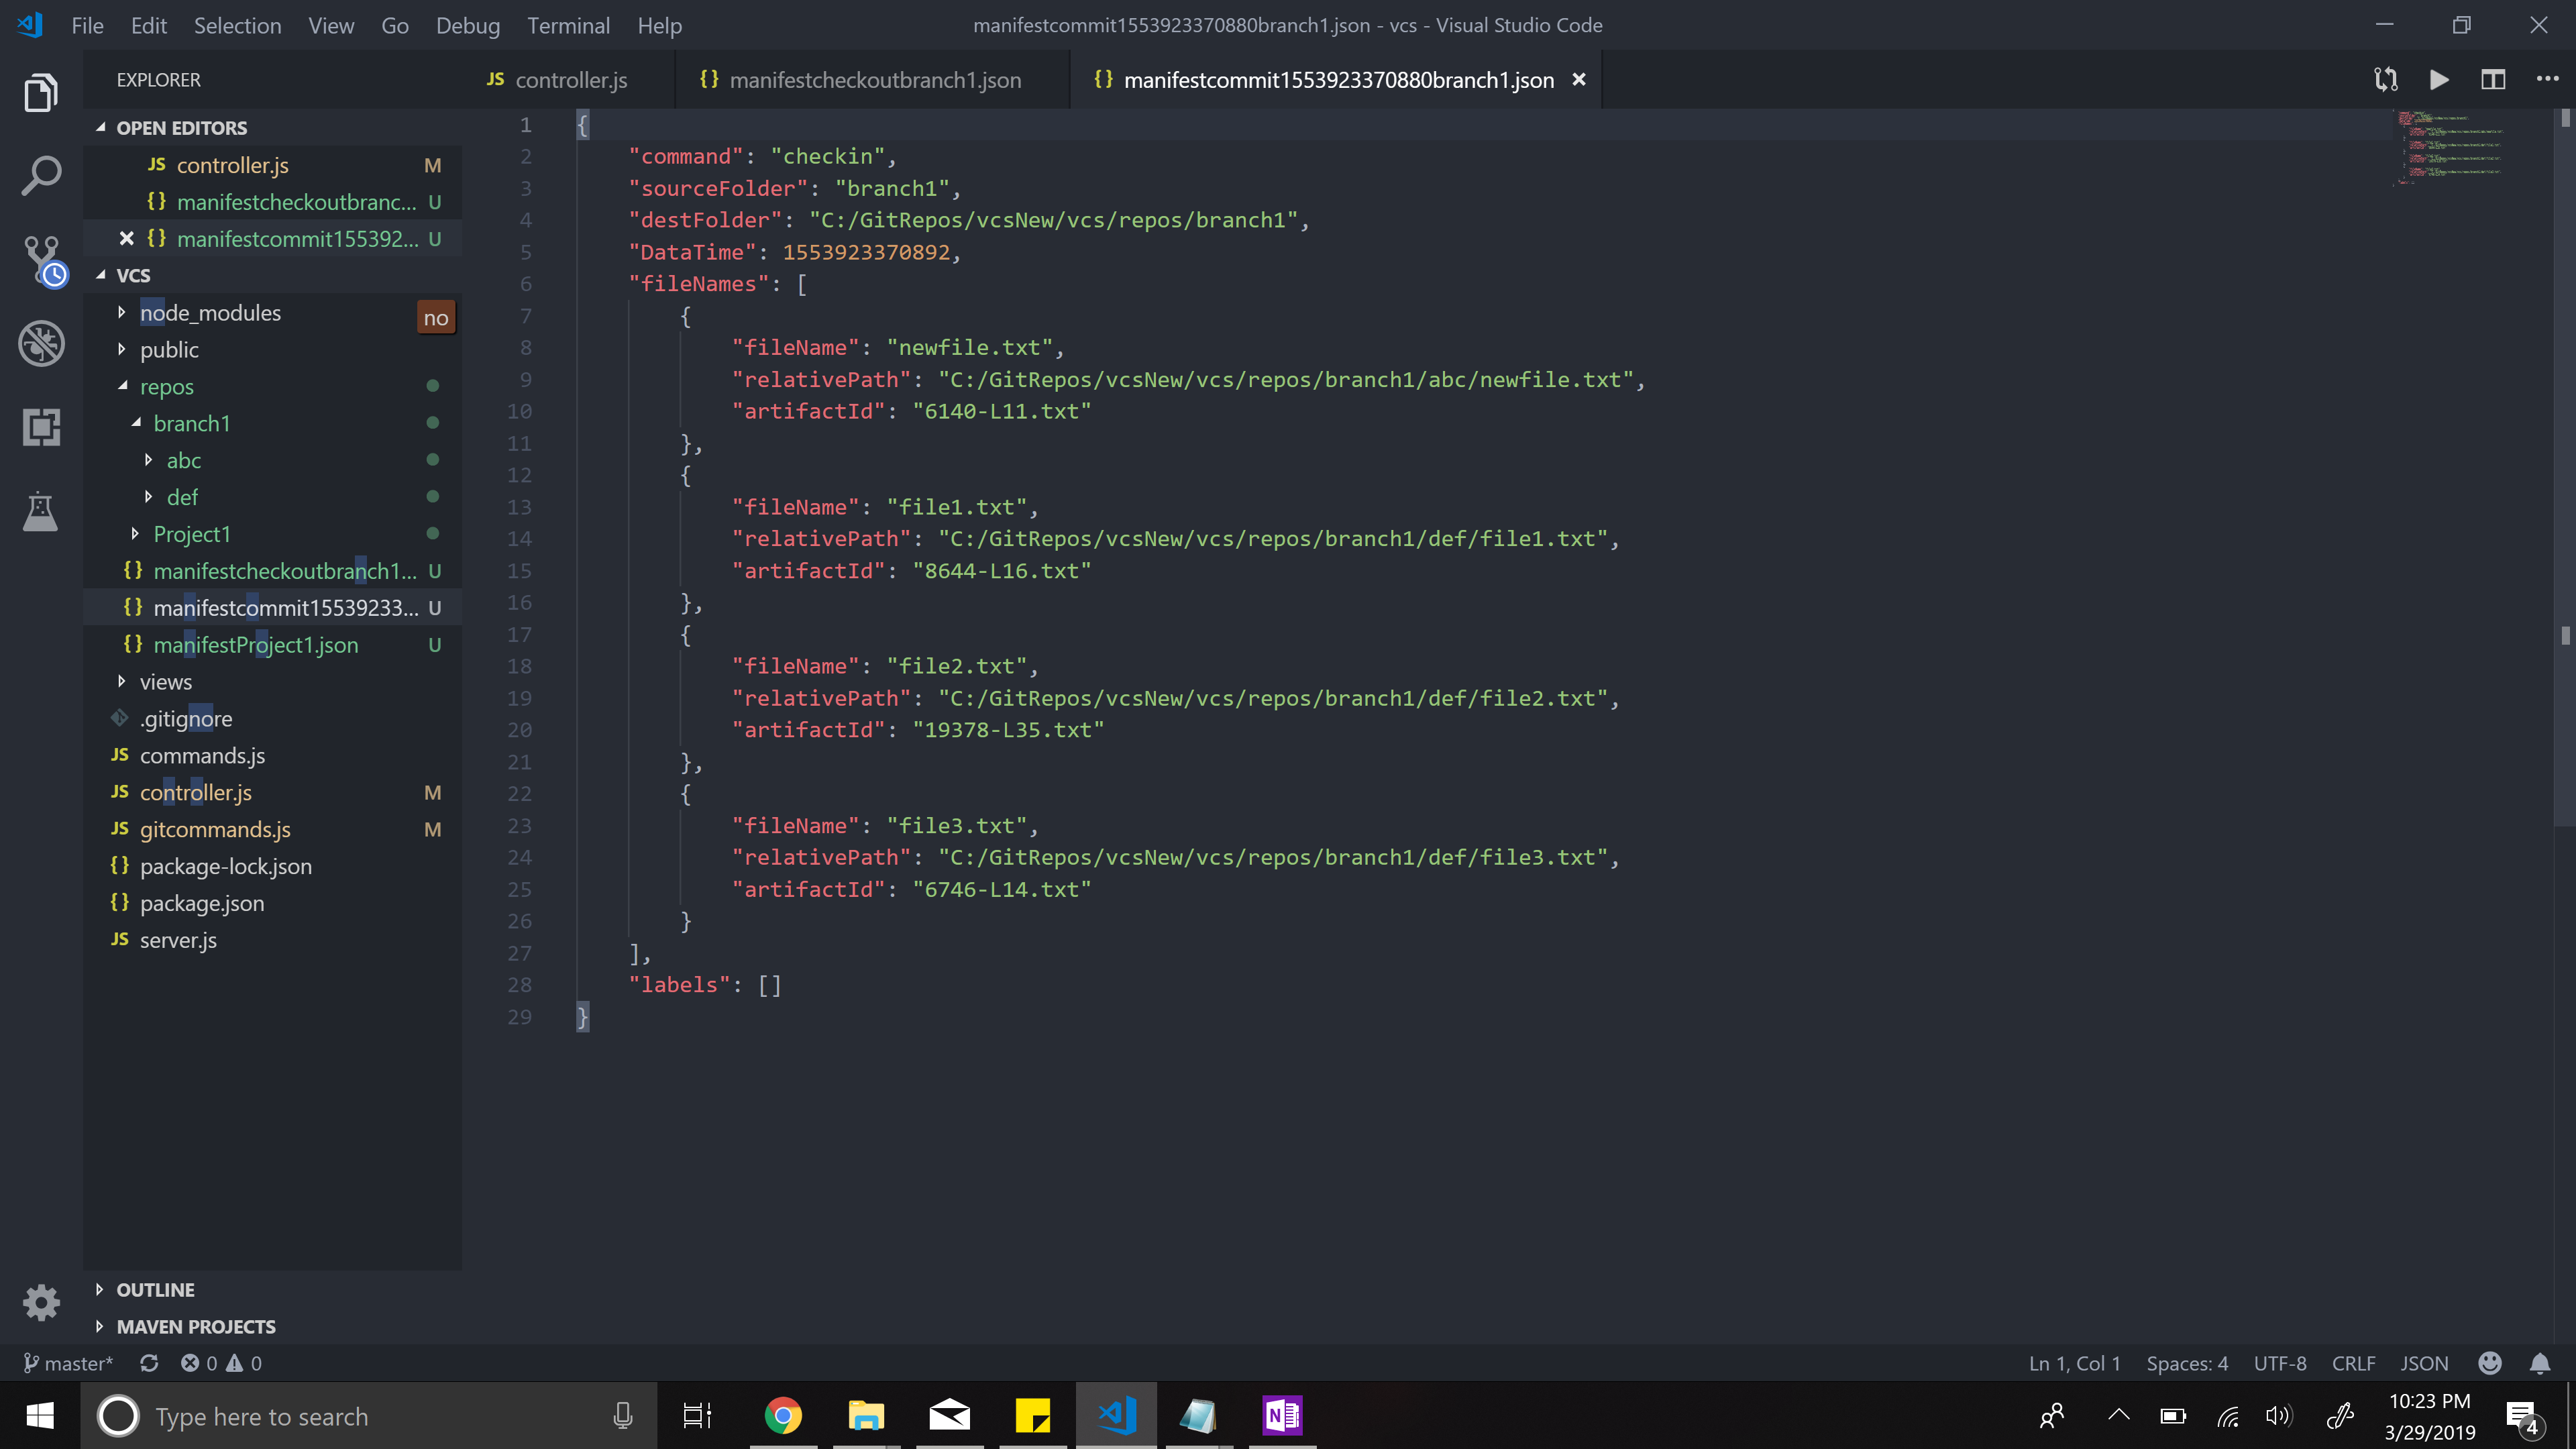 File Edit Selection View Go Debug Terminal Help
manifestcommit1553923370880branch1.json - vcs - Visual Studio Code
EXPLORER
JS controller.js
{} manifestcheckoutbranch1.json
{} manifestcommit1553923370880branch1.json
OPEN EDITORS
JS controller.js M
{} manifestcheckoutbranc... U
{} manifestcommit155392... U
VCS
node_modules
no
public
repos
branch1
abc
def
Project1
{} manifestcheckoutbranch1... U
{} manifestcommit15539233... U
{} manifestProject1.json U
views
.gitignore
JS commands.js
JS controller.js M
JS gitcommands.js M
{} package-lock.json
{} package.json
JS server.js
OUTLINE
MAVEN PROJECTS
1 {
2 "command": "checkin",
3 "sourceFolder": "branch1",
4 "destFolder": "C:/GitRepos/vcsNew/vcs/repos/branch1",
5 "DataTime": 1553923370892,
6 "fileNames": [
7 {
8 "fileName": "newfile.txt",
9 "relativePath": "C:/GitRepos/vcsNew/vcs/repos/branch1/abc/newfile.txt",
10 "artifactId": "6140-L11.txt"
11 },
12 {
13 "fileName": "file1.txt",
14 "relativePath": "C:/GitRepos/vcsNew/vcs/repos/branch1/def/file1.txt",
15 "artifactId": "8644-L16.txt"
16 },
17 {
18 "fileName": "file2.txt",
19 "relativePath": "C:/GitRepos/vcsNew/vcs/repos/branch1/def/file2.txt",
20 "artifactId": "19378-L35.txt"
21 },
22 {
23 "fileName": "file3.txt",
24 "relativePath": "C:/GitRepos/vcsNew/vcs/repos/branch1/def/file3.txt",
25 "artifactId": "6746-L14.txt"
26 }
27 ],
28 "labels": []
29 }
master* 0 0
Ln 1, Col 1 Spaces: 4 UTF-8 CRLF JSON
Type here to search
N
10:23 PM
3/29/2019
4